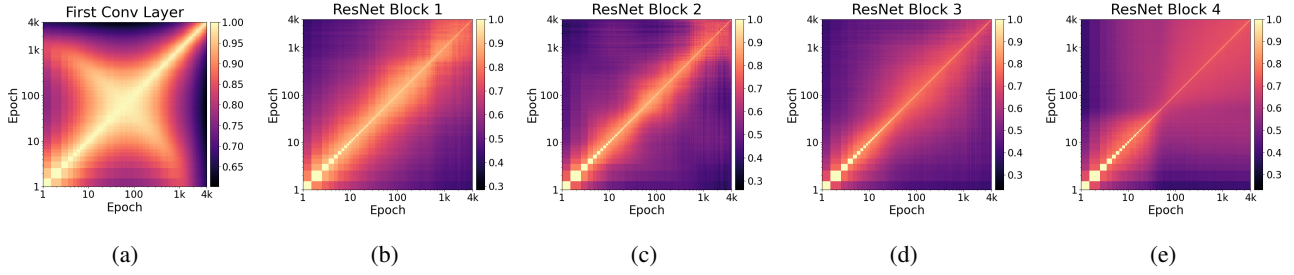 First Conv Layer
4k
1k
100
10
1
Epoch
1
10
100
1k
4k
Epoch
1.00
0.95
0.90
0.85
0.80
0.75
0.70
0.65
(a)
ResNet Block 1
4k
1k
100
10
1
Epoch
1
10
100
1k
4k
Epoch
1.0
0.9
0.8
0.7
0.6
0.5
0.4
0.3
(b)
ResNet Block 2
4k
1k
100
10
1
Epoch
1
10
100
1k
4k
Epoch
1.0
0.9
0.8
0.7
0.6
0.5
0.4
0.3
(c)
ResNet Block 3
4k
1k
100
10
1
Epoch
1
10
100
1k
4k
Epoch
1.0
0.9
0.8
0.7
0.6
0.5
0.4
0.3
(d)
ResNet Block 4
4k
1k
100
10
1
Epoch
1
10
100
1k
4k
Epoch
1.0
0.9
0.8
0.7
0.6
0.5
0.4
0.3
(e)